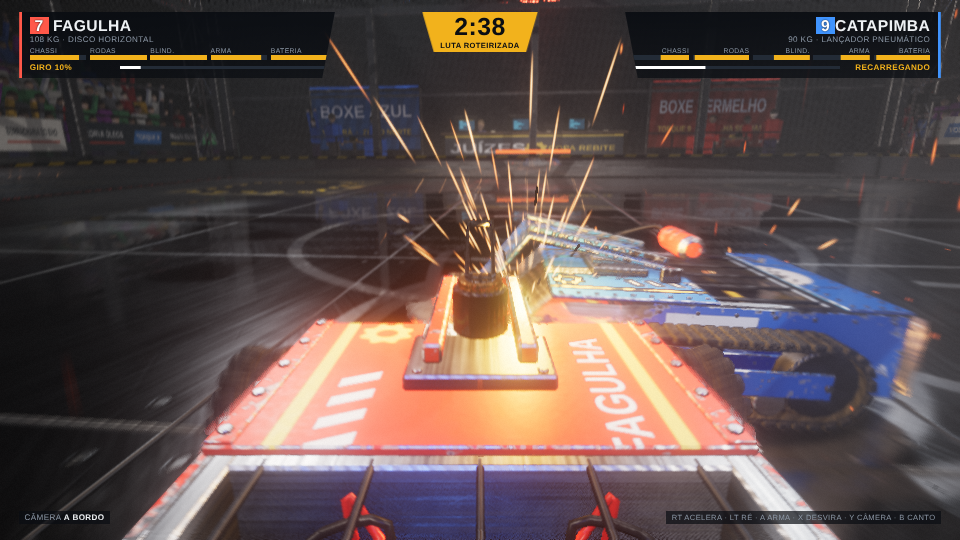 7 FAGULHA
108 KG · DISCO HORIZONTAL
CHASSI RODAS BLIND. ARMA BATERIA
GIRO 10%
2:38
LUTA ROTEIRIZADA
9 CATAPIMBA
90 KG · LANÇADOR PNEUMÁTICO
CHASSI RODAS BLIND. ARMA BATERIA
RECARREGANDO
BOXE
BOXE ERMELHO
JUÍZES
REBITE
FAGULHA
CÂMERA A BORDO
RT ACELERA · LT RÉ · A ARMA · X DESVIRA · Y CÂMERA · B CANTO